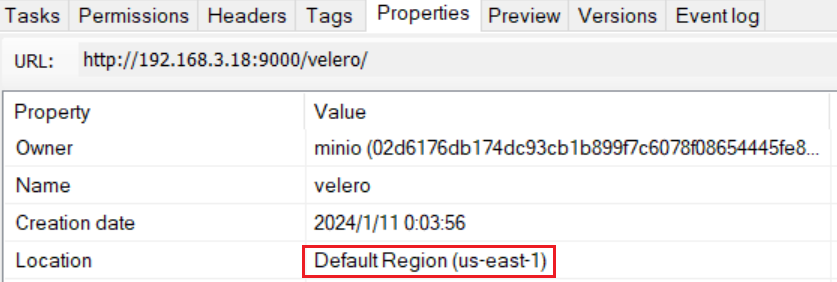 Tasks Permissions Headers Tags Properties Preview Versions Event log
URL: http://192.168.3.18:9000/velero/
Property Value
Owner minio (02d6176db174dc93cb1b899f7c6078f08654445fe8...
Name velero
Creation date 2024/1/11 0:03:56
Location Default Region (us-east-1)